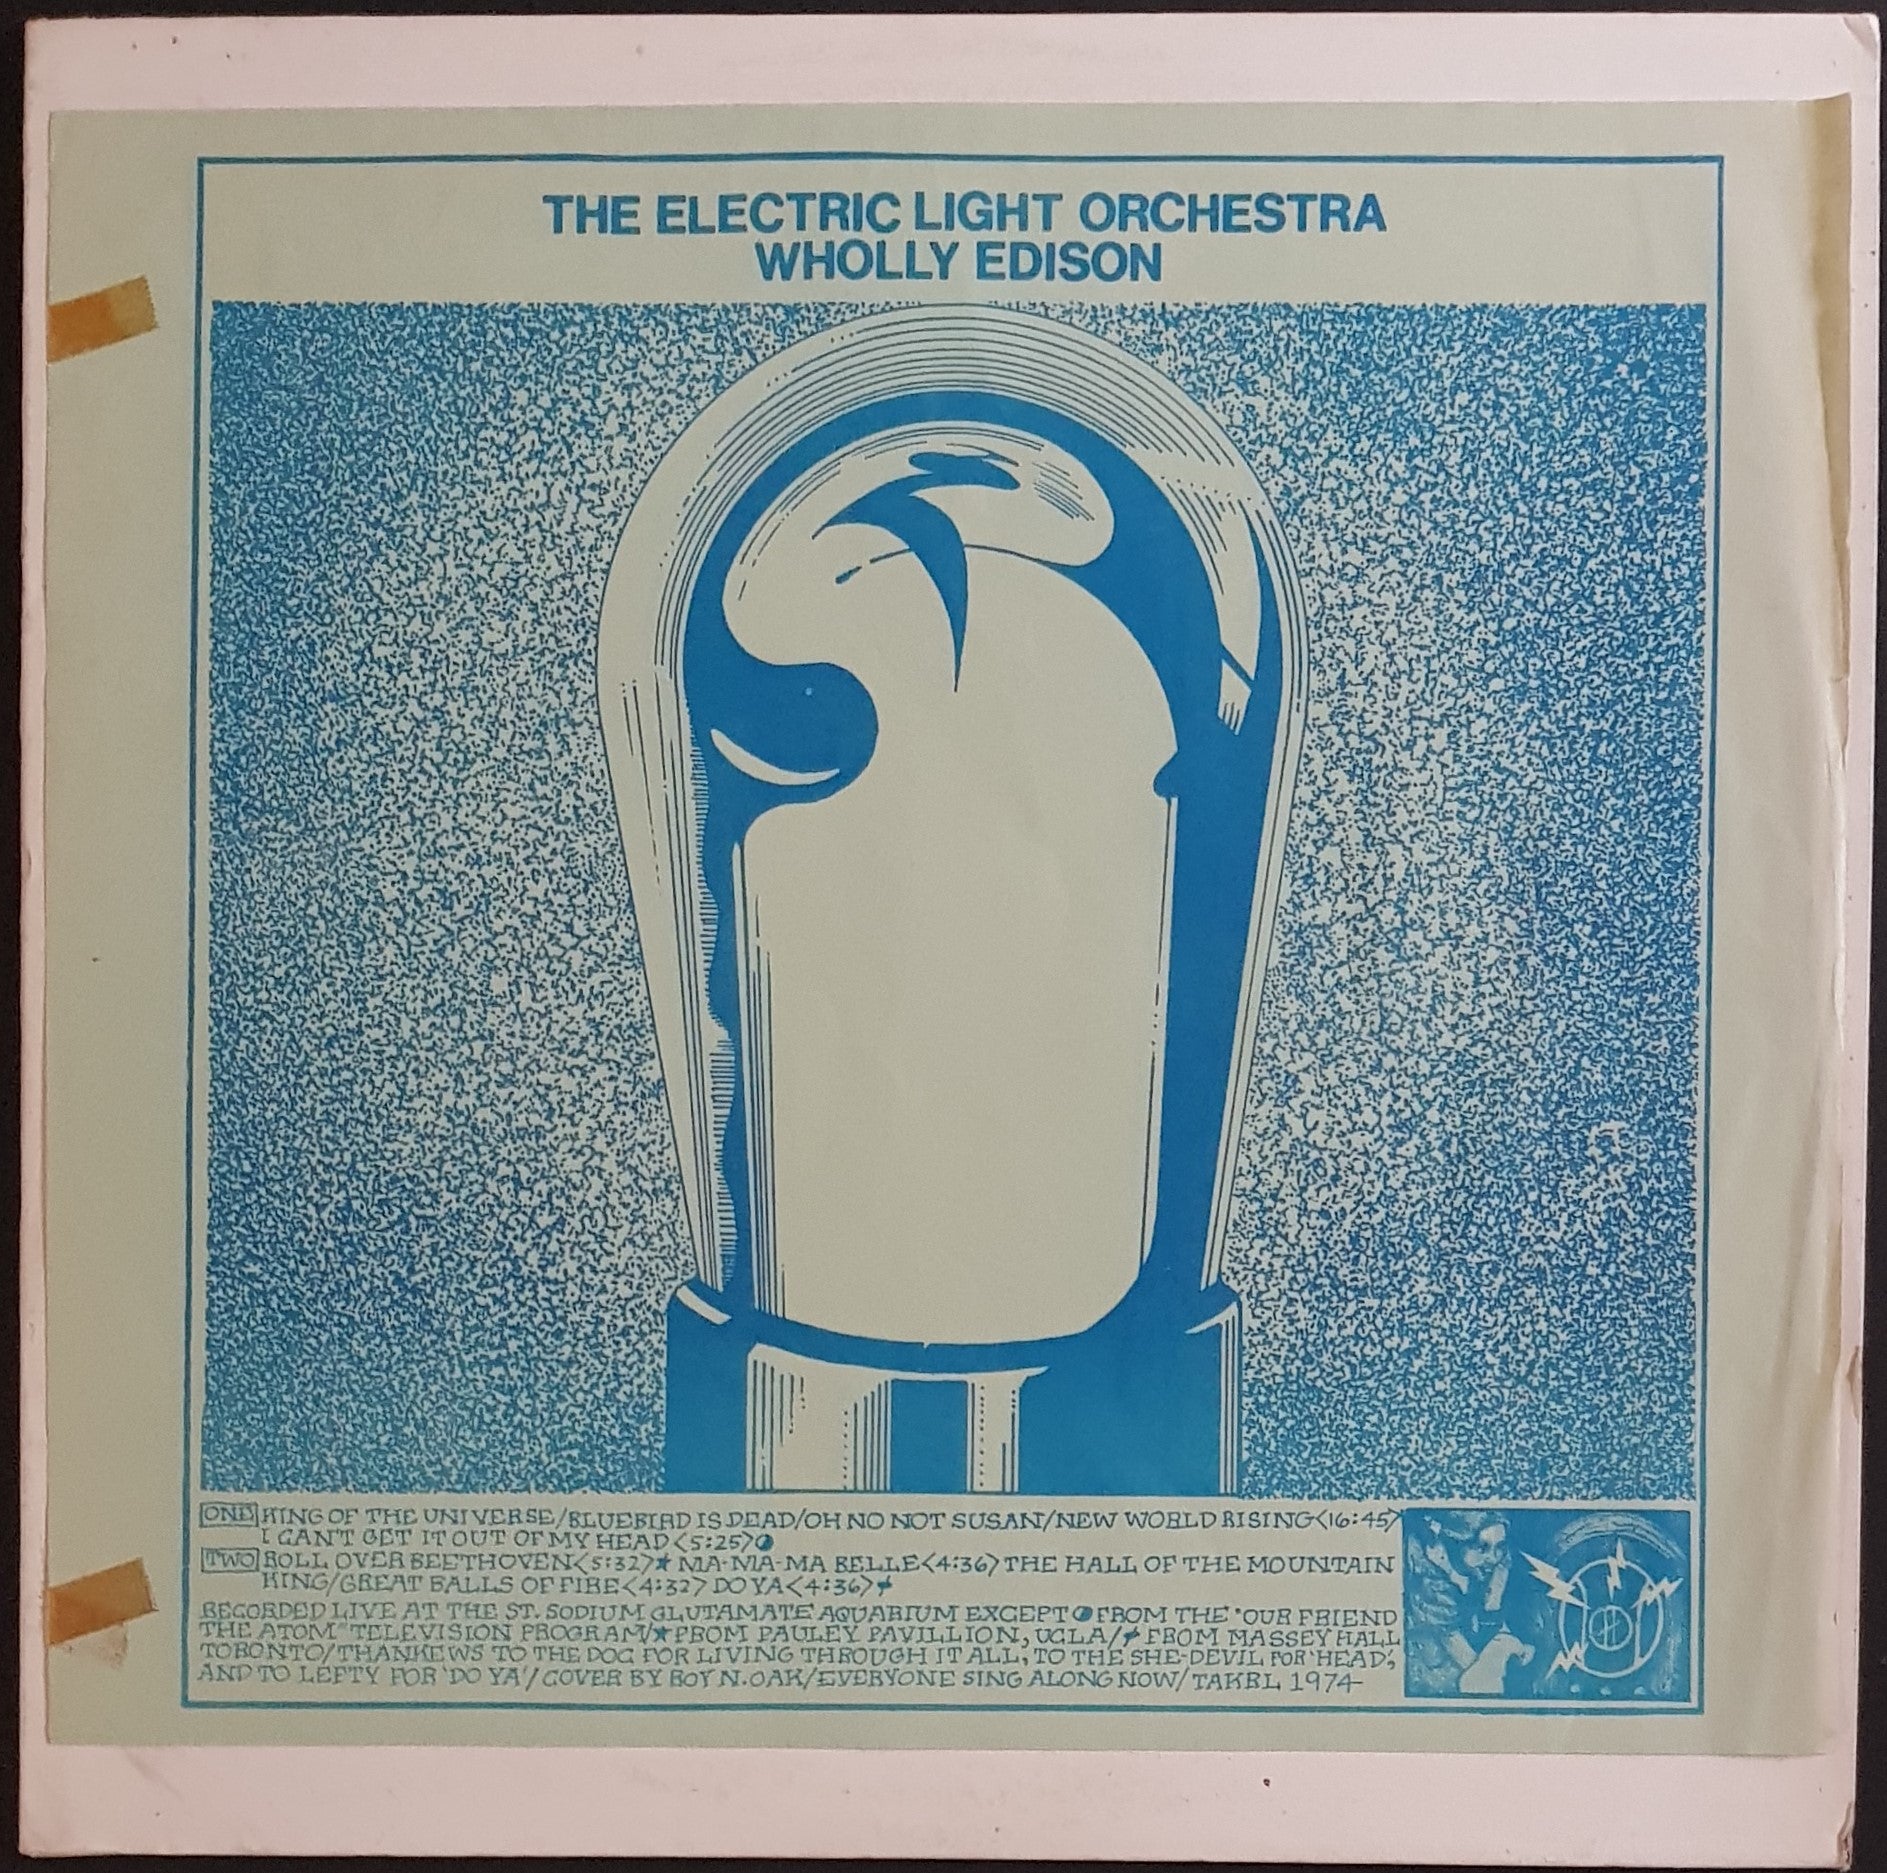 THE ELECTRIC LIGHT ORCHESTRA
WHOLLY EDISON
ONE KING OF THE UNIVERSE/BLUEBIRD IS DEAD/OH NO NOT SUSAN/NEW WORLD RISING<16:45>
I CAN'T GET IT OUT OF MY HEAD <5:25>
TWO ROLL OVER BEETHOVEN<5:32>★ MA-MA-MA BELLE<4:36> THE HALL OF THE MOUNTAIN
KING/GREAT BALLS OF FIRE<4:32> DO YA<4:36>
RECORDED LIVE AT THE ST. SODIUM GLUTAMATE AQUARIUM EXCEPT FROM THE "OUR FRIEND
THE ATOM" TELEVISION PROGRAM/★FROM PAULEY PAVILLION, UCLA/ FROM MASSEY HALL
TORONTO/THANKEWS TO THE DOG FOR LIVING THROUGH IT ALL, TO THE SHE-DEVIL FOR 'HEAD',
AND TO LEFTY FOR 'DO YA'/COVER BY ROY N. OAK/EVERYONE SING ALONG NOW/TAKRL 1974